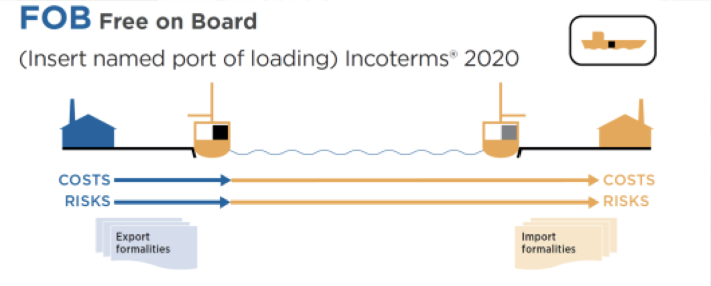 FOB Free on Board
(Insert named port of loading) Incoterms® 2020
COSTS COSTS
RISKS RISKS
Export
formalities
Import
formalities